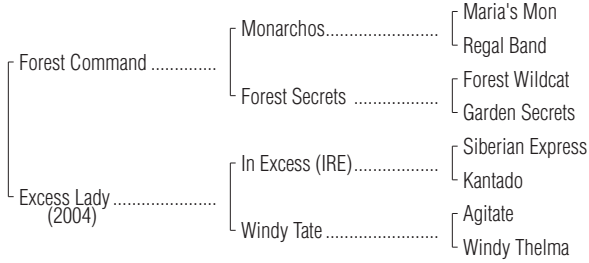 Maria's Mon
Monarchos
Regal Band
Forest Command
Forest Wildcat
Forest Secrets
Garden Secrets
Siberian Express
In Excess (IRE)
Kantado
Excess Lady
(2004)
Agitate
Windy Tate
Windy Thelma